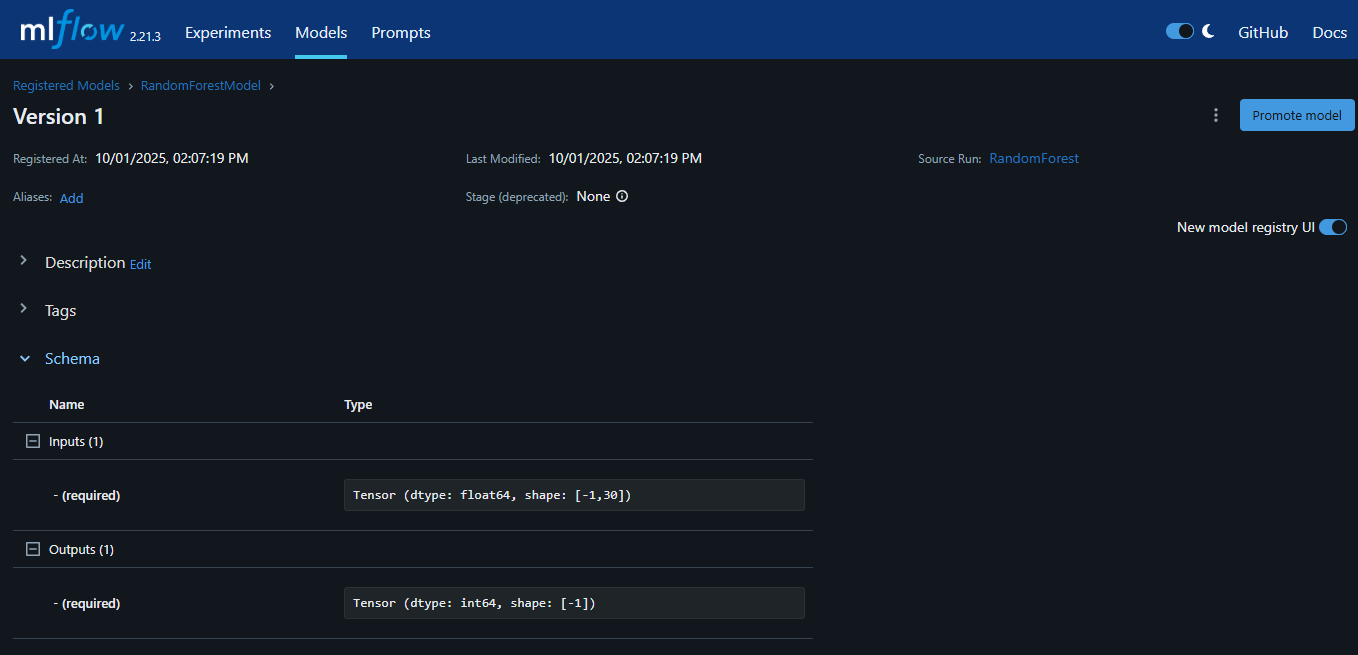 mlflow 2.21.3 Experiments Models Prompts GitHub Docs
Registered Models › RandomForestModel ›
Version 1
Promote model
Registered At: 10/01/2025, 02:07:19 PM Last Modified: 10/01/2025, 02:07:19 PM Source Run: RandomForest
Aliases: Add Stage (deprecated): None
New model registry UI
Description Edit
Tags
Schema
Name Type
Inputs (1)
- (required) Tensor (dtype: float64, shape: [-1,30])
Outputs (1)
- (required) Tensor (dtype: int64, shape: [-1])